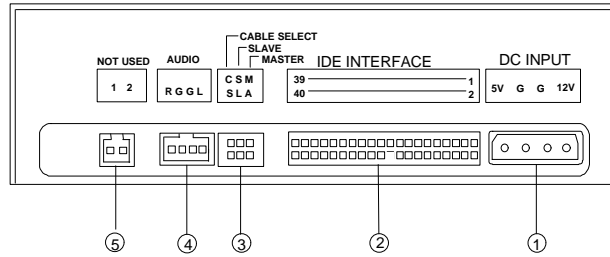 CABLE SELECT
SLAVE
MASTER
NOT USED
AUDIO
IDE INTERFACE
DC INPUT
1 2
R G G L
C S M
S L A
39 1
40 2
5V G G 12V
5 4 3 2 1